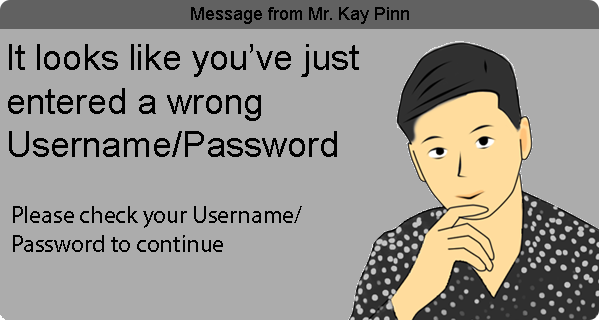 Message from Mr. Kay Pinn
It looks like you’ve just
entered a wrong
Username/Password
Please check your Username/
Password to continue